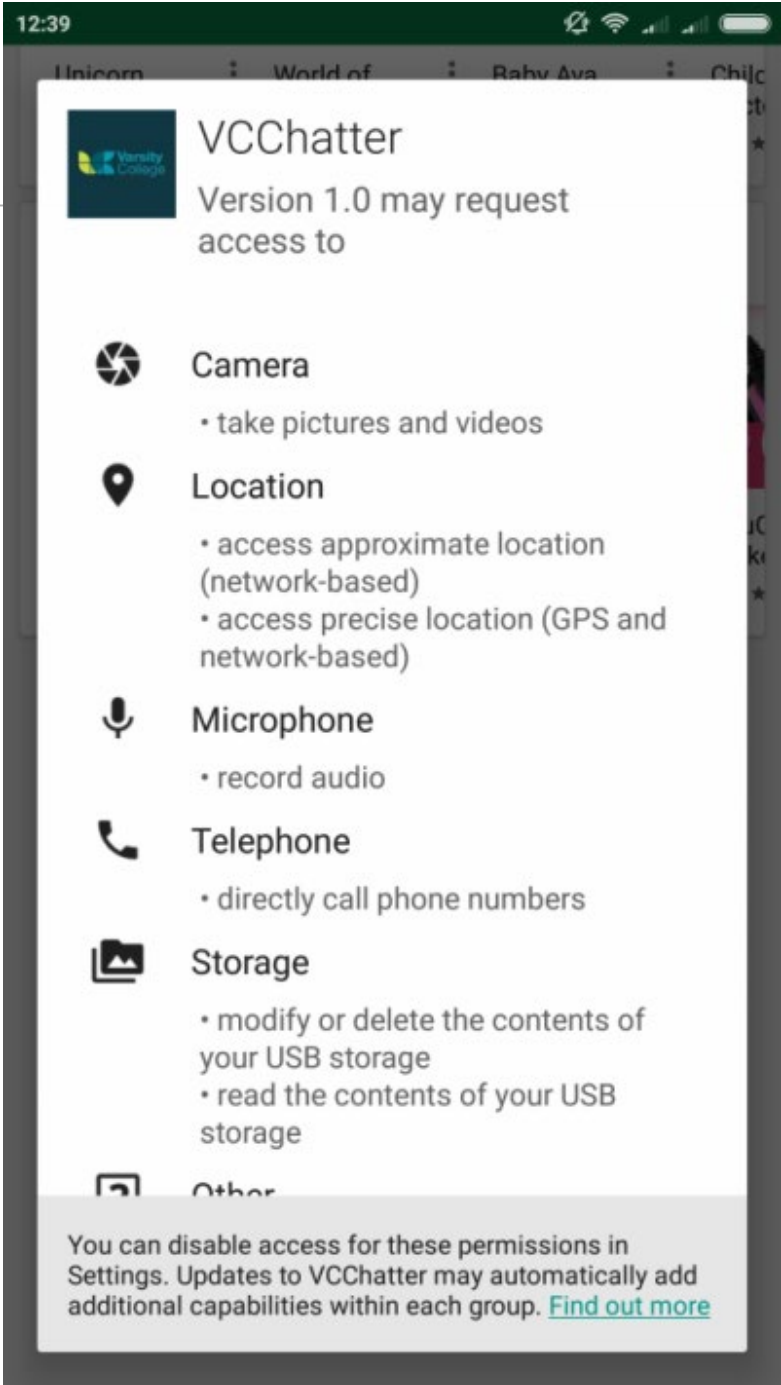 12:39
Unicorn
World of
Baby Ava
Varsity
College
VCChatter
Version 1.0 may request
access to
Camera
• take pictures and videos
Location
• access approximate location
(network-based)
• access precise location (GPS and
network-based)
Microphone
• record audio
Telephone
• directly call phone numbers
Storage
• modify or delete the contents of
your USB storage
• read the contents of your USB
storage
Other
You can disable access for these permissions in
Settings. Updates to VCChatter may automatically add
additional capabilities within each group. Find out more